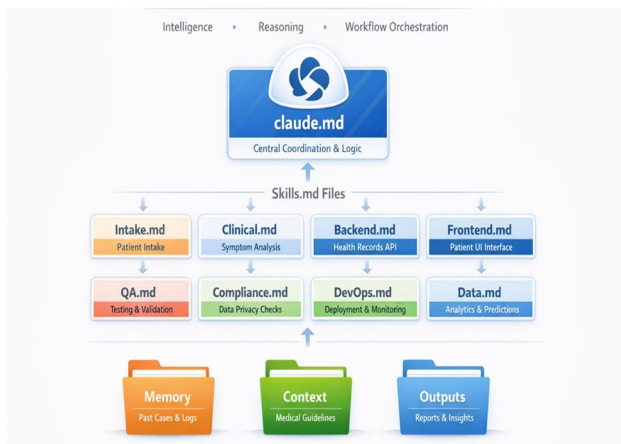 Intelligence • Reasoning • Workflow Orchestration
claude.md
Central Coordination & Logic
Skills.md Files
Intake.md
Patient Intake
Clinical.md
Symptom Analysis
Backend.md
Health Records API
Frontend.md
Patient UI Interface
QA.md
Testing & Validation
Compliance.md
Data Privacy Checks
DevOps.md
Deployment & Monitoring
Data.md
Analytics & Predictions
Memory
Past Cases & Logs
Context
Medical Guidelines
Outputs
Reports & Insights